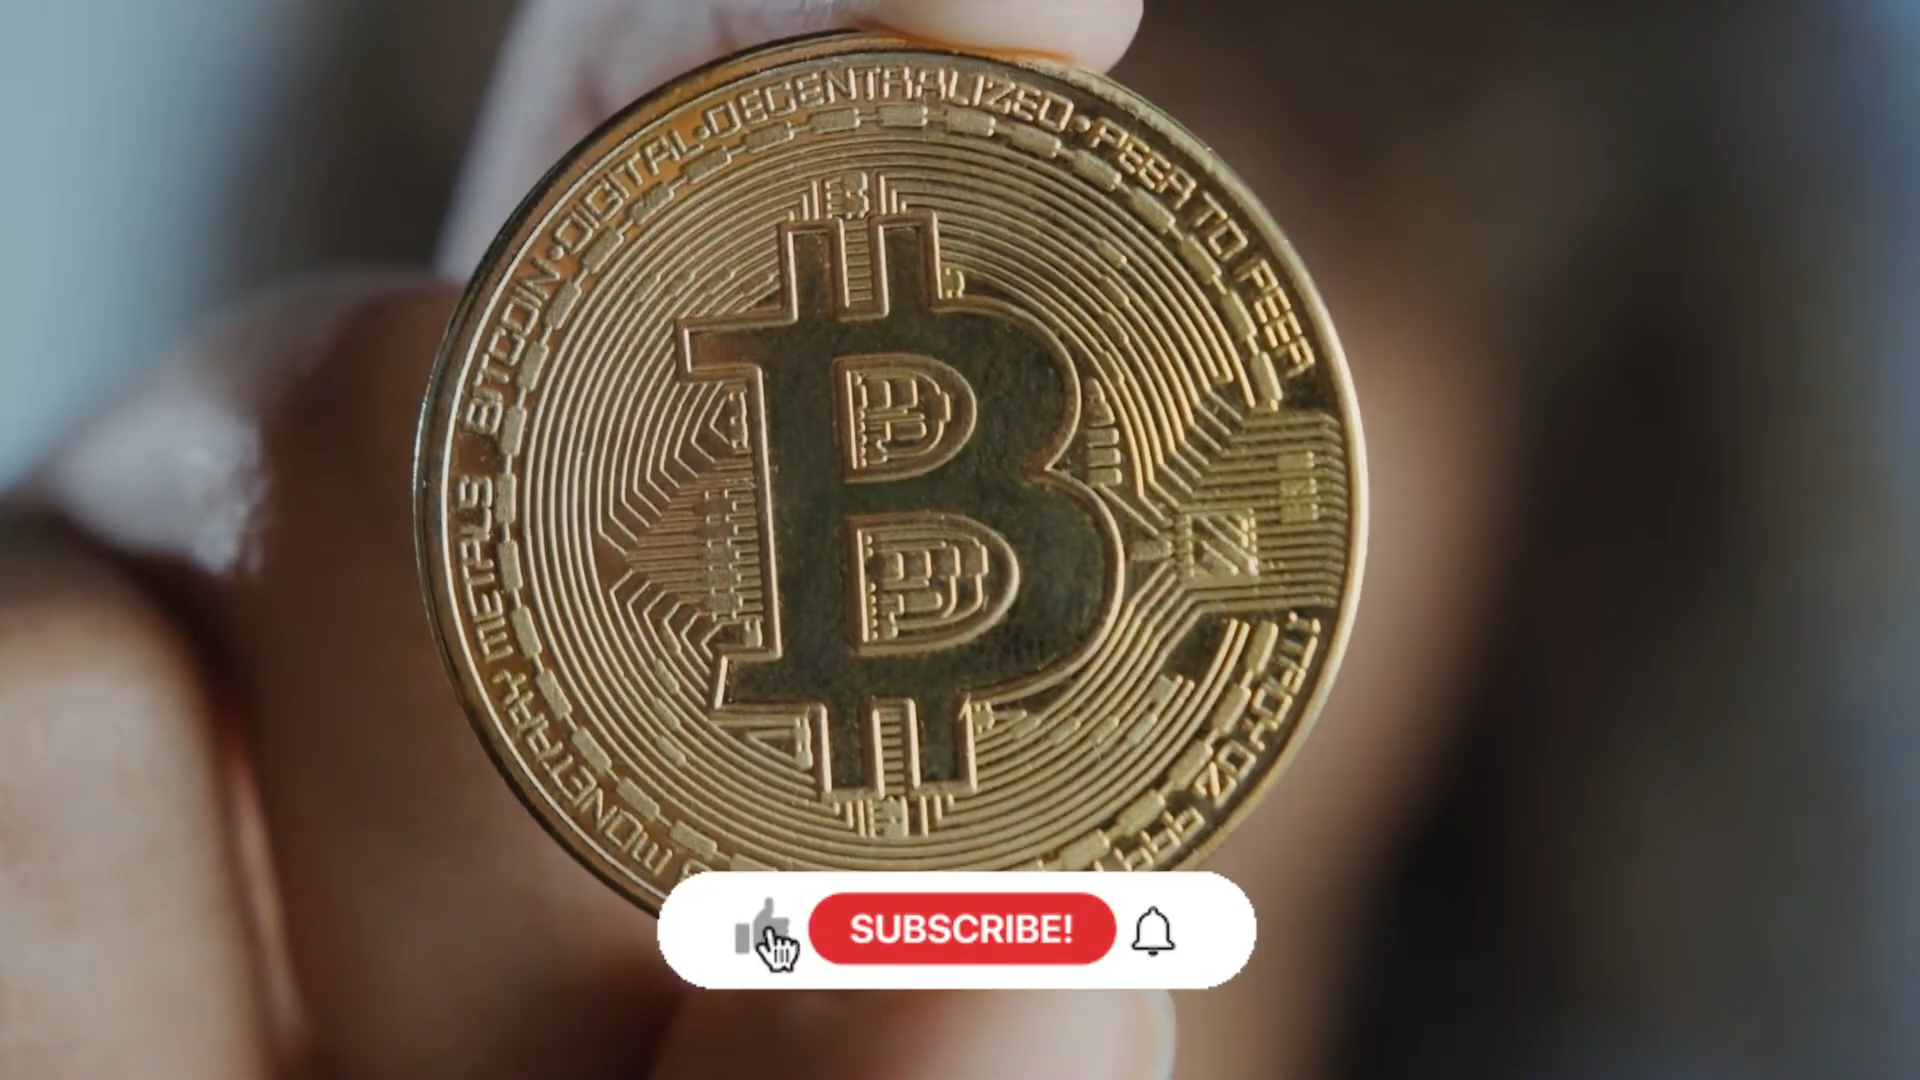 BITCOIN•DIGITAL•DECENTRALIZED•PEER TO PEER
MONETARY METALS
SUBSCRIBE!